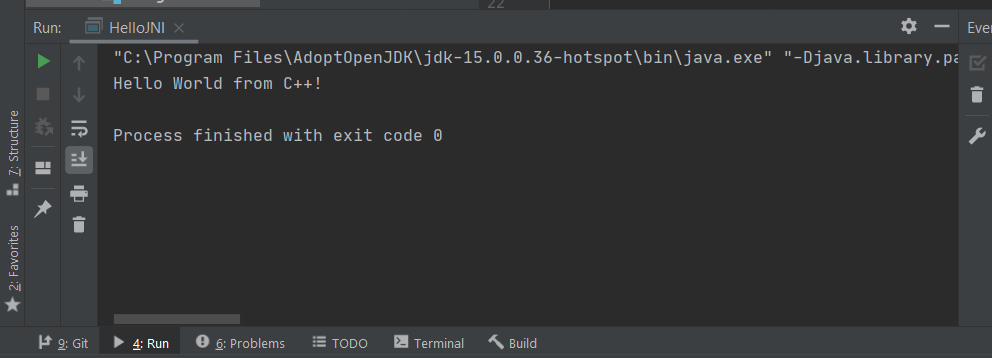 22
Run: HelloJNI
Even
"C:\Program Files\AdoptOpenJDK\jdk-15.0.0.36-hotspot\bin\java.exe" "-Djava.library.pa
Hello World from C++!
Process finished with exit code 0
7: Structure
2: Favorites
9: Git 4: Run 6: Problems TODO Terminal Build